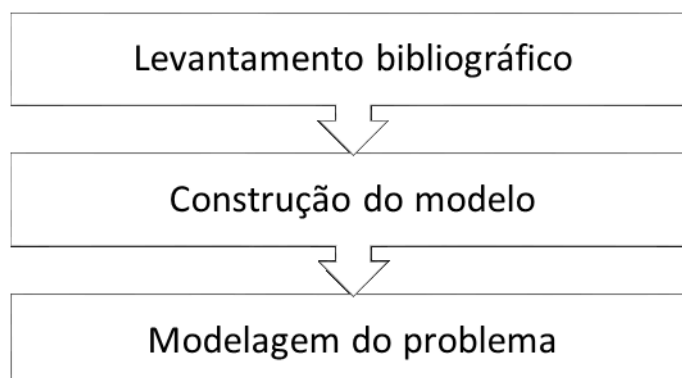 Levantamento bibliográfico
Construção do modelo
Modelagem do problema